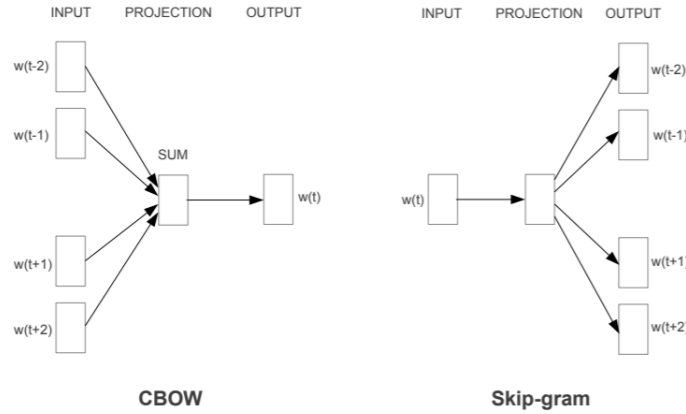 INPUT PROJECTION OUTPUT
w(t-2)
w(t-1)
SUM
w(t)
w(t+1)
w(t+2)
CBOW
INPUT PROJECTION OUTPUT
w(t-2)
w(t-1)
w(t)
w(t+1)
w(t+2)
Skip-gram